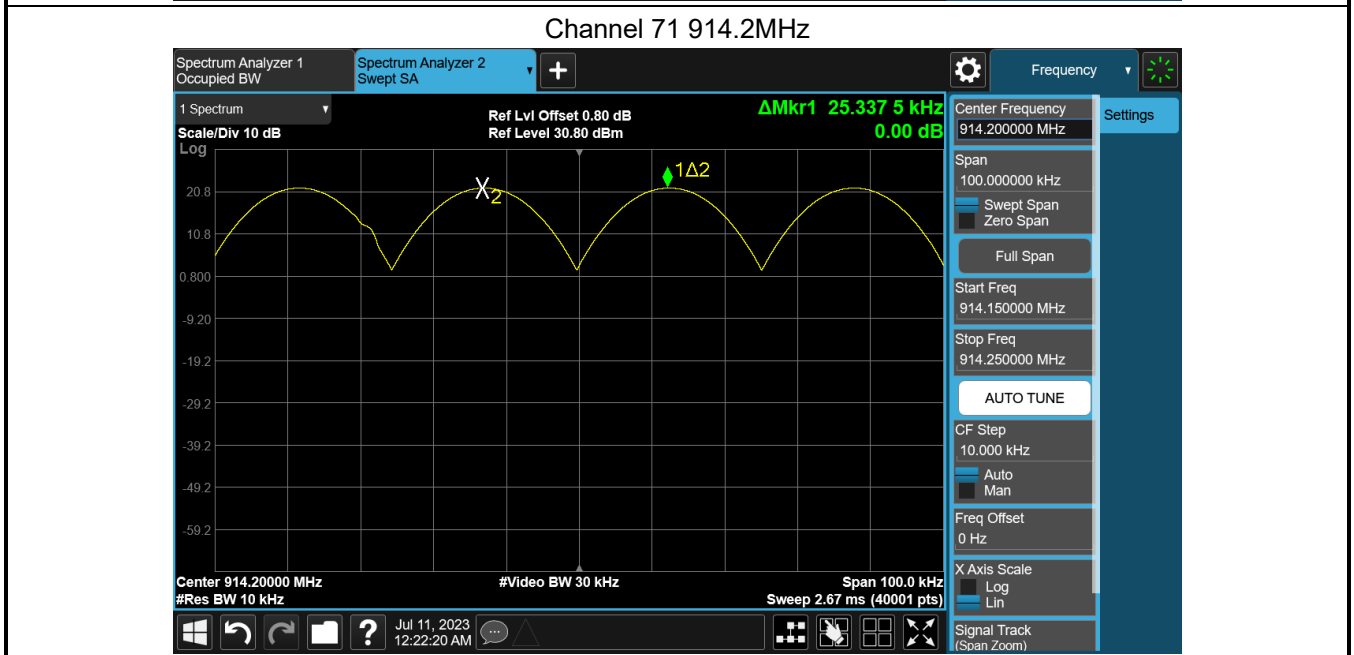 Channel 71 914.2MHz
Spectrum Analyzer 1
Occupied BW
Spectrum Analyzer 2
Swept SA
+
Frequency
1 Spectrum
Ref Lvl Offset 0.80 dB
ΔMkr1 25.337 5 kHz
Scale/Div 10 dB
Ref Level 30.80 dBm
0.00 dB
Log
1Δ2
X2
20.8
10.8
0.800
-9.20
-19.2
-29.2
-39.2
-49.2
-59.2
Center 914.20000 MHz
#Video BW 30 kHz
Span 100.0 kHz
#Res BW 10 kHz
Sweep 2.67 ms (40001 pts)
Center Frequency
914.200000 MHz
Settings
Span
100.000000 kHz
Swept Span
Zero Span
Full Span
Start Freq
914.150000 MHz
Stop Freq
914.250000 MHz
AUTO TUNE
CF Step
10.000 kHz
Auto
Man
Freq Offset
0 Hz
X Axis Scale
Log
Lin
Signal Track
(Span Zoom)
?
Jul 11, 2023
12:22:20 AM